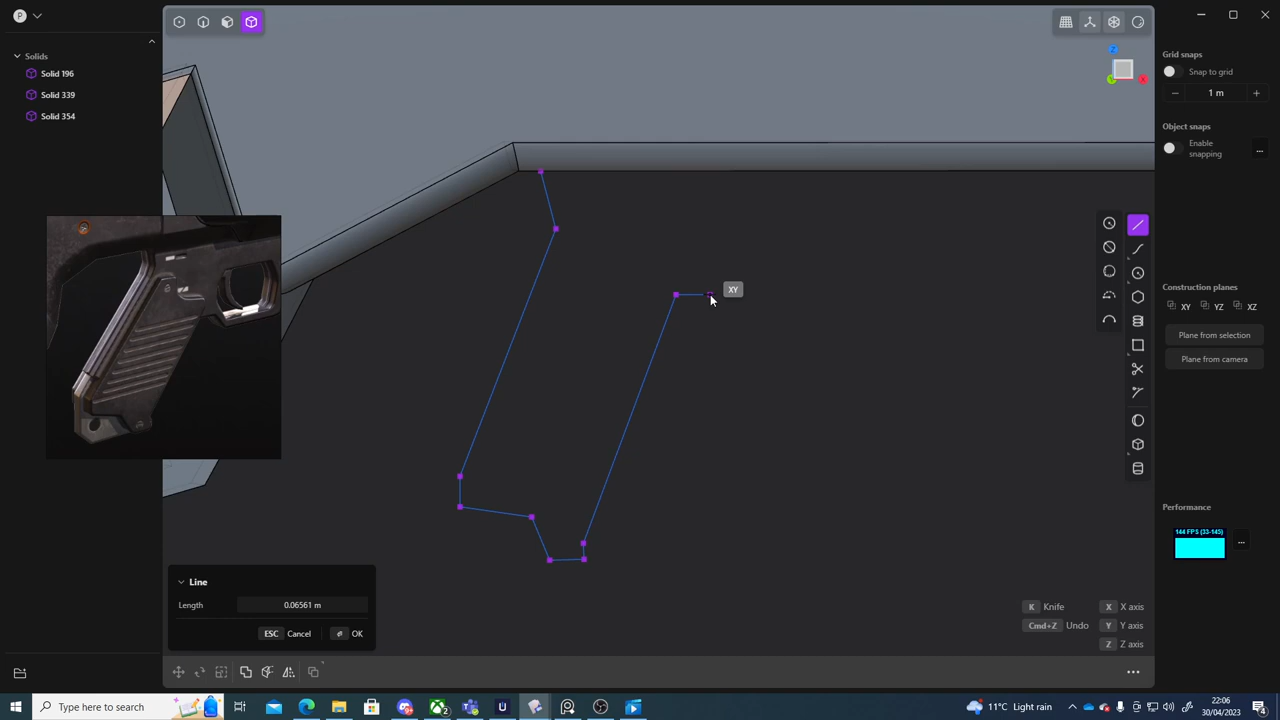 P
Solids
Solid 196
Solid 339
Solid 354
Z
X
XY
Line
Length
0.06561 m
ESC Cancel
OK
K Knife
X X axis
Cmd+Z Undo
Y Y axis
Z Z axis
Grid snaps
Snap to grid
1 m
Object snaps
Enable
snapping
Construction planes
XY
YZ
XZ
Plane from selection
Plane from camera
Performance
144 FPS (33-145)
Type here to search
11°C Light rain
22:06
30/04/2023